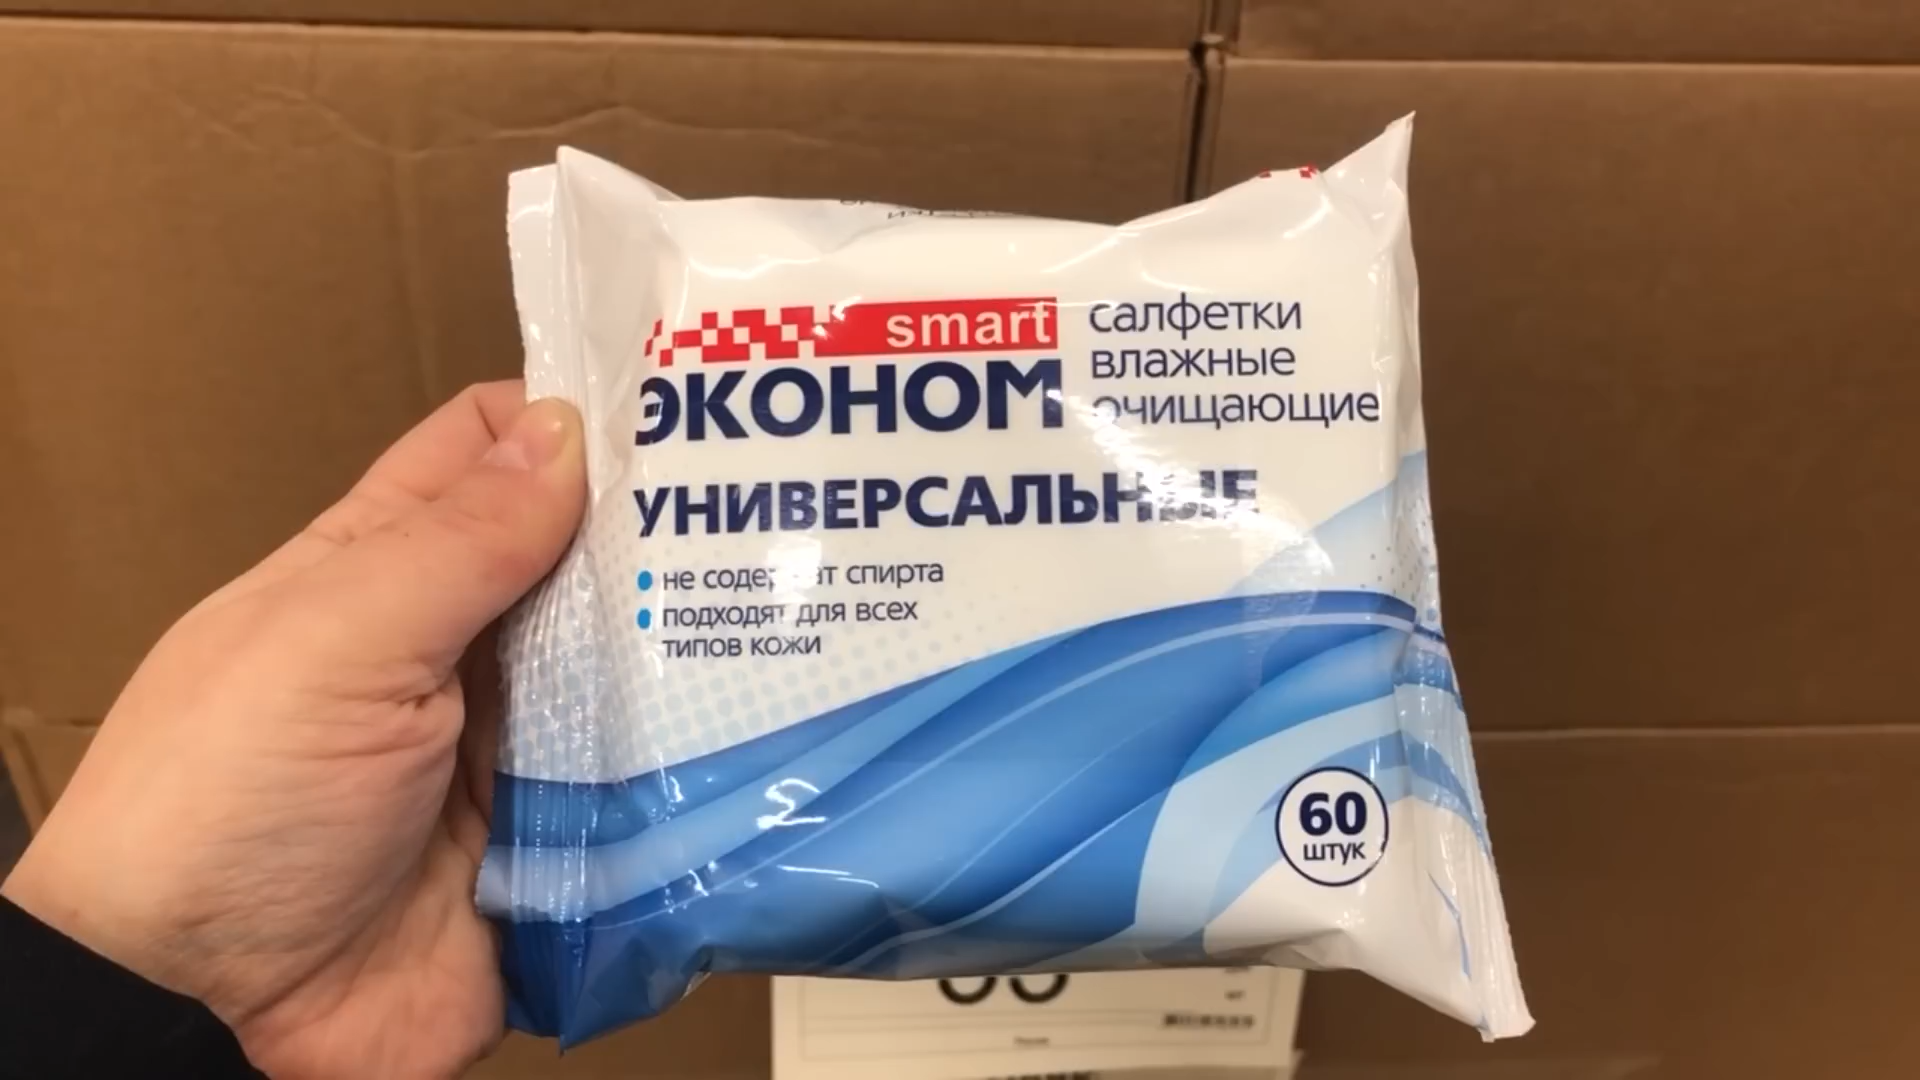 smart
ЭКОНОМ
салфетки
влажные
очищающие
УНИВЕРСАЛЬНЫЕ
не содержат спирта
подходят для всех
типов кожи
60
штук